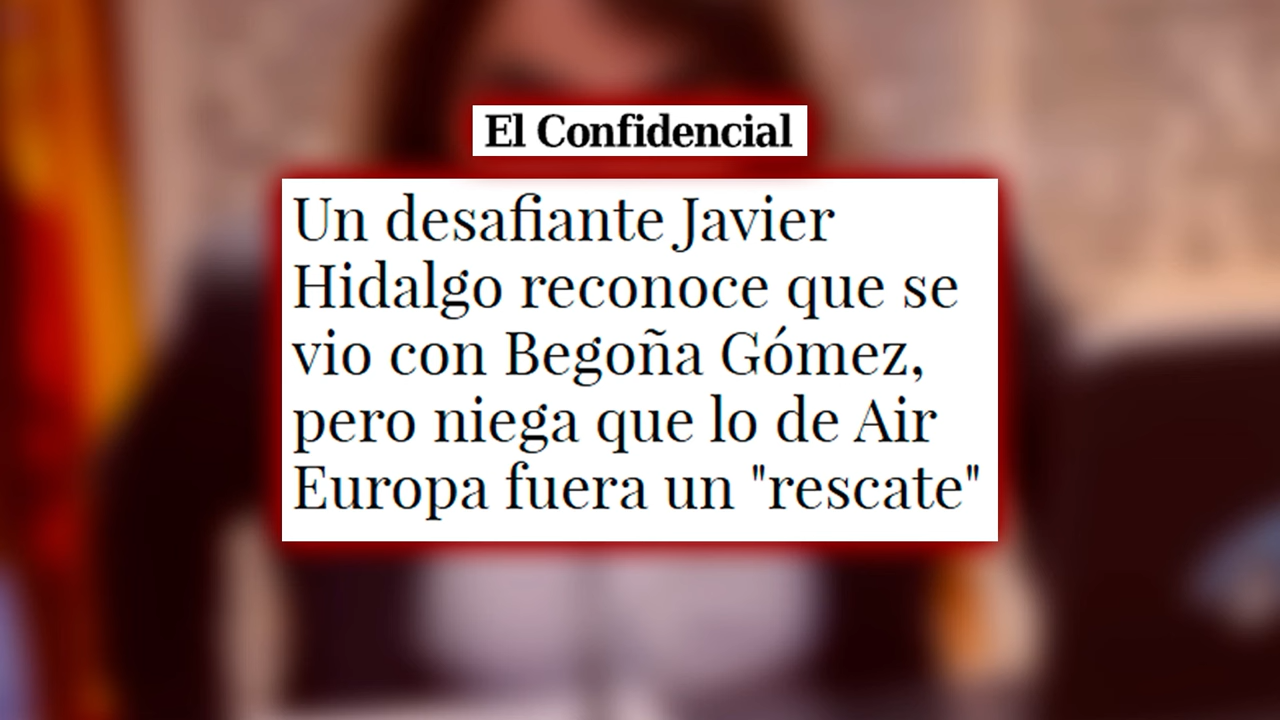 El Confidencial
Un desafiante Javier
Hidalgo reconoce que se
vio con Begoña Gómez,
pero niega que lo de Air
Europa fuera un "rescate"